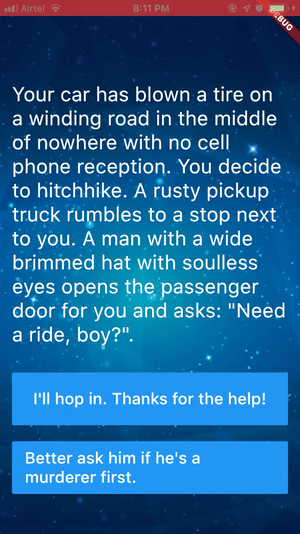 Airtel 8:11 PM
Your car has blown a tire on
a winding road in the middle
of nowhere with no cell
phone reception. You decide
to hitchhike. A rusty pickup
truck rumbles to a stop next
to you. A man with a wide
brimmed hat with soulless
eyes opens the passenger
door for you and asks: "Need
a ride, boy?".
I'll hop in. Thanks for the help!
Better ask him if he's a
murderer first.